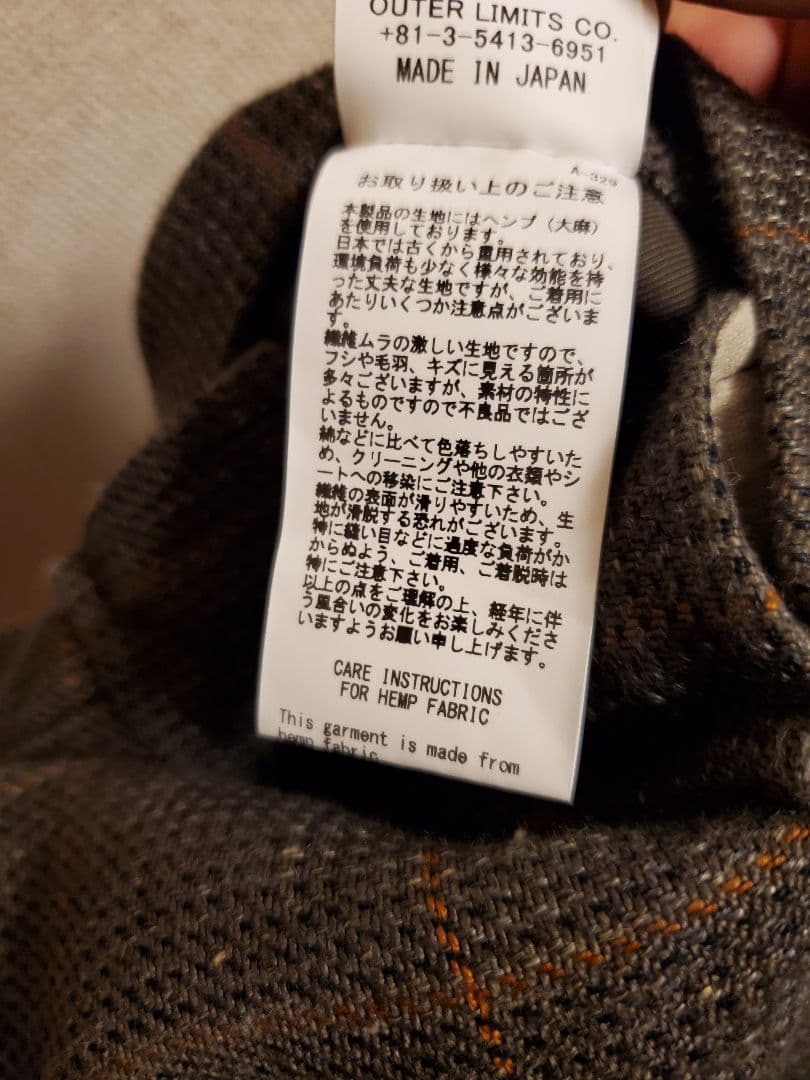 OUTER LIMITS CO.
+81-3-5413-6951
MADE IN JAPAN
A-329
お取り扱い上のご注意
本製品の生地にはヘンプ（大麻）
を使用しております。
日本では古くから重用されており、
環境負荷も少なく様々な効能を持
った丈夫な生地ですが、ご着用に
あたりいくつか注意点がございま
す。
繊維ムラの激しい生地ですので、
フシや毛羽、キズに見える箇所が
多々ございますが、素材の特性に
よるものですので不良品ではござ
いません。
綿などに比べて色落ちしやすいた
め、クリーニングや他の衣類やシ
ートへの移染にご注意下さい。
繊維の表面が滑りやすいため、生
地が滑脱する恐れがございます。
特に縫い目などに過度な負荷がか
からぬよう、ご着用、ご着脱時は
特にご注意下さい。
以上の点をご理解の上、経年に伴
う風合いの変化をお楽しみくださ
いますようお願い申し上げます。
CARE INSTRUCTIONS
FOR HEMP FABRIC
This garment is made from
hemp fabric